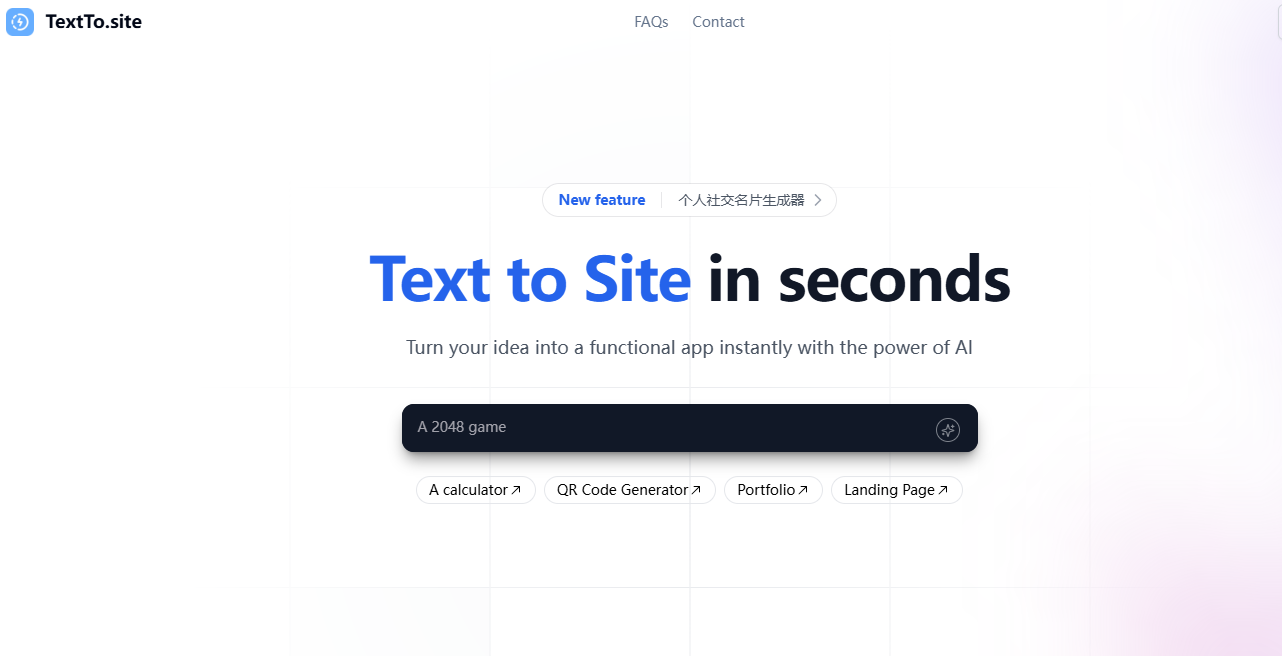 TextTo.site
FAQs Contact
New feature 个人社交名片生成器
Text to Site in seconds
Turn your idea into a functional app instantly with the power of AI
A 2048 game
A calculator QR Code Generator Portfolio Landing Page